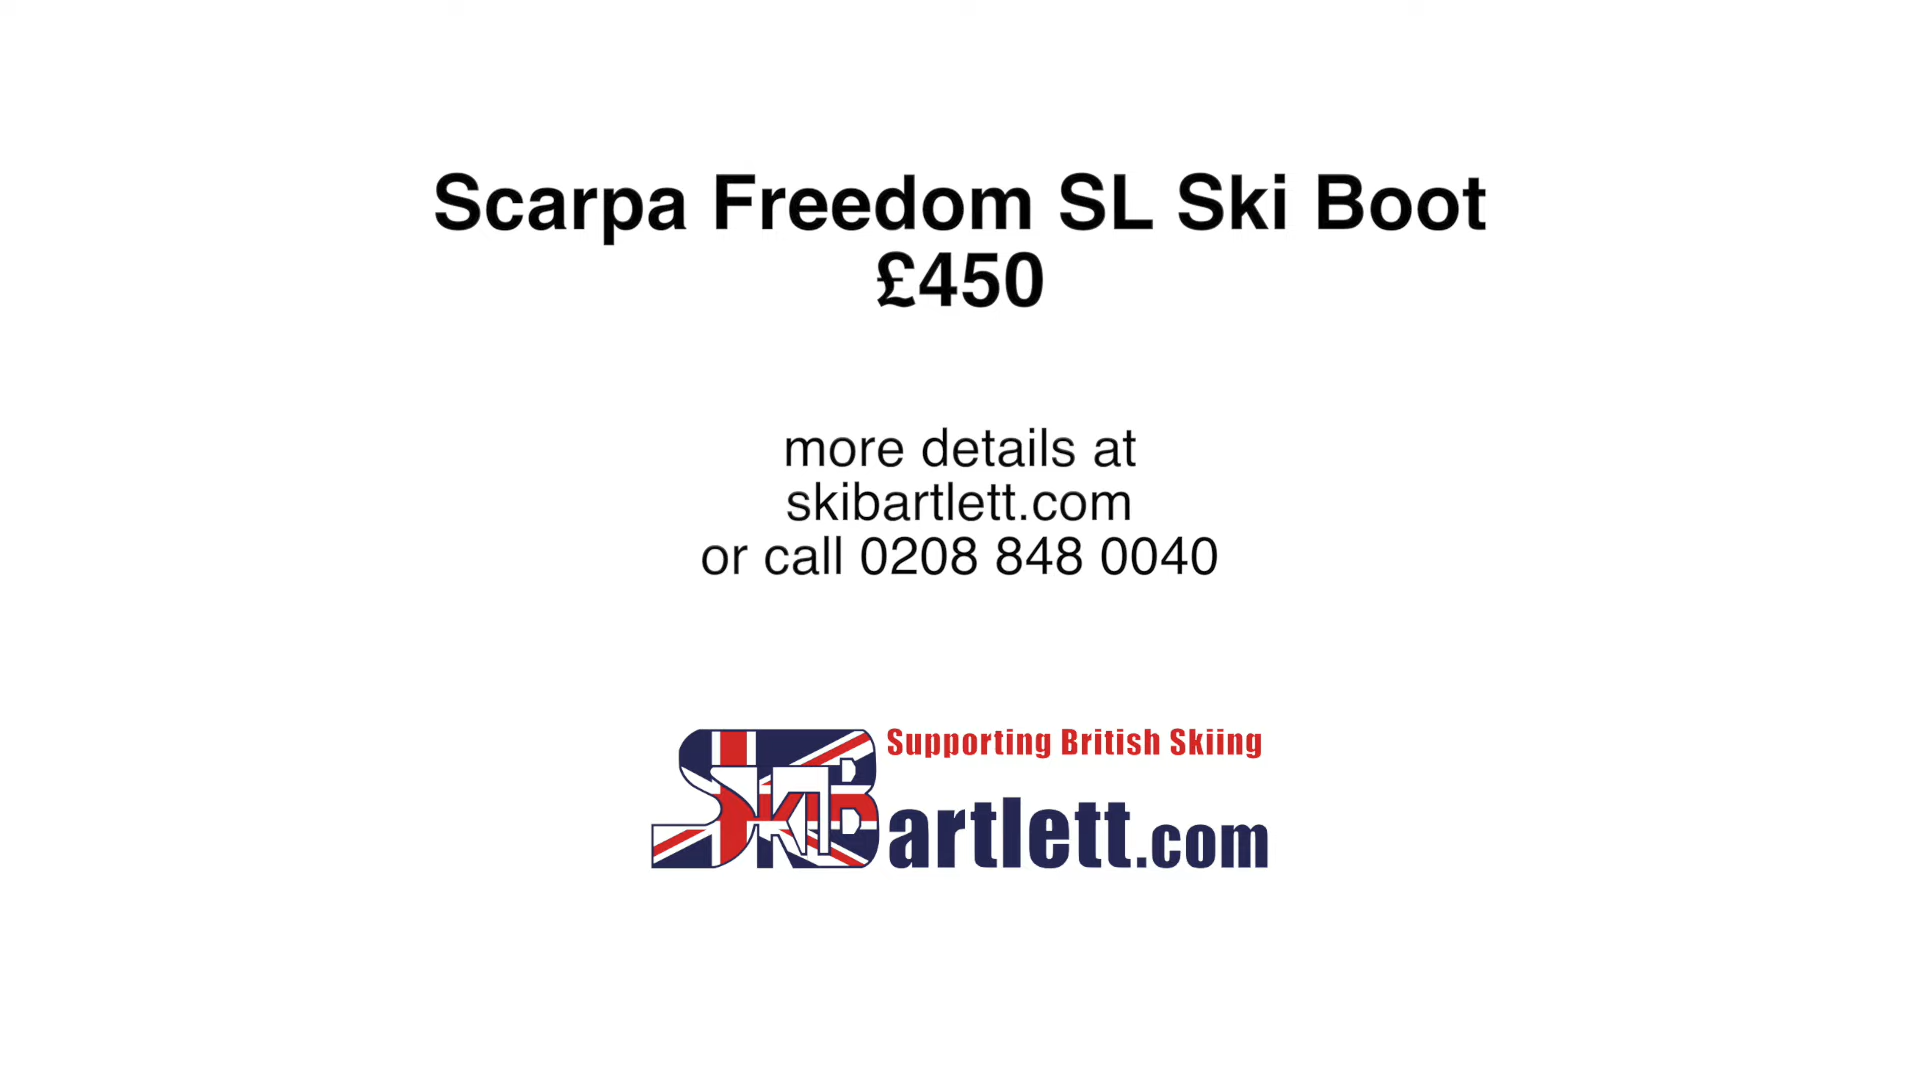 Scarpa Freedom SL Ski Boot
£450
more details at
skibartlett.com
or call 0208 848 0040
Supporting British Skiing
SkiBartlett.com